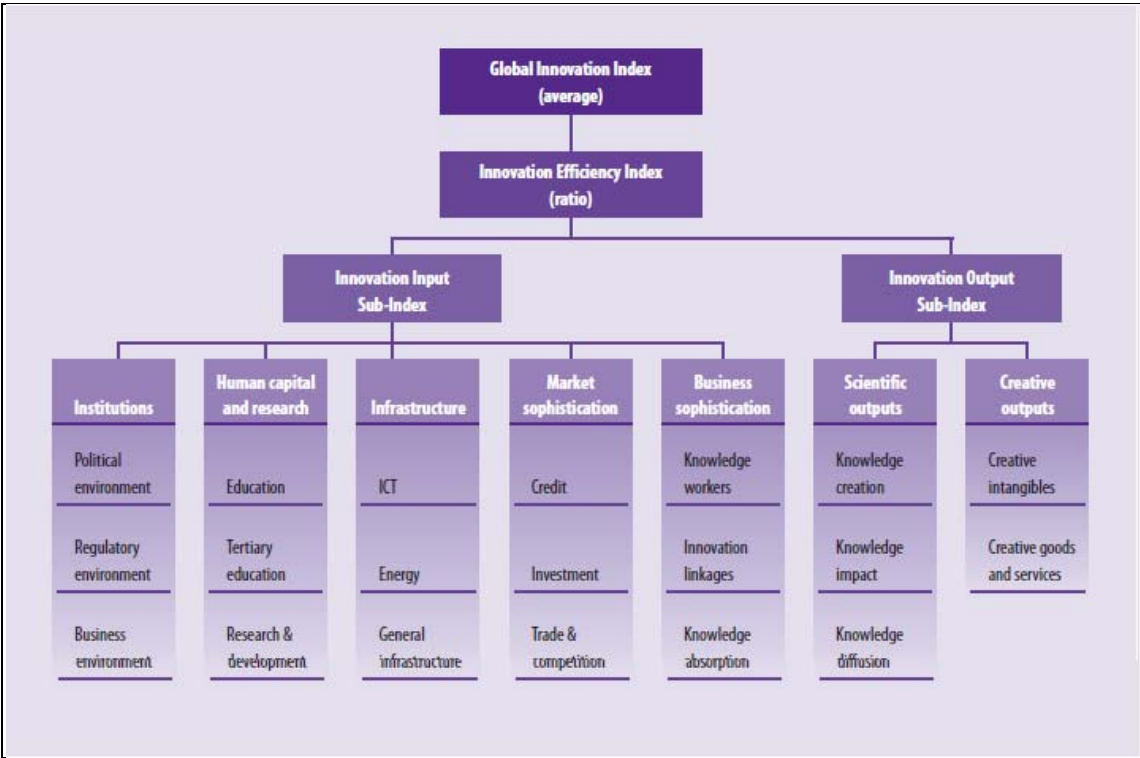 Global Innovation Index
(average)
Innovation Efficiency Index
(ratio)
Innovation Input
Sub-Index
Innovation Output
Sub-Index
Institutions
Human capital
and research
Infrastructure
Market
sophistication
Business
sophistication
Scientific
outputs
Creative
outputs
Political
environment
Regulatory
environment
Business
environment
Education
Tertiary
education
Research &
development
ICT
Energy
General
infrastructure
Credit
Investment
Trade &
competition
Knowledge
workers
Innovation
linkages
Knowledge
absorption
Knowledge
creation
Knowledge
impact
Knowledge
diffusion
Creative
intangibles
Creative goods
and services